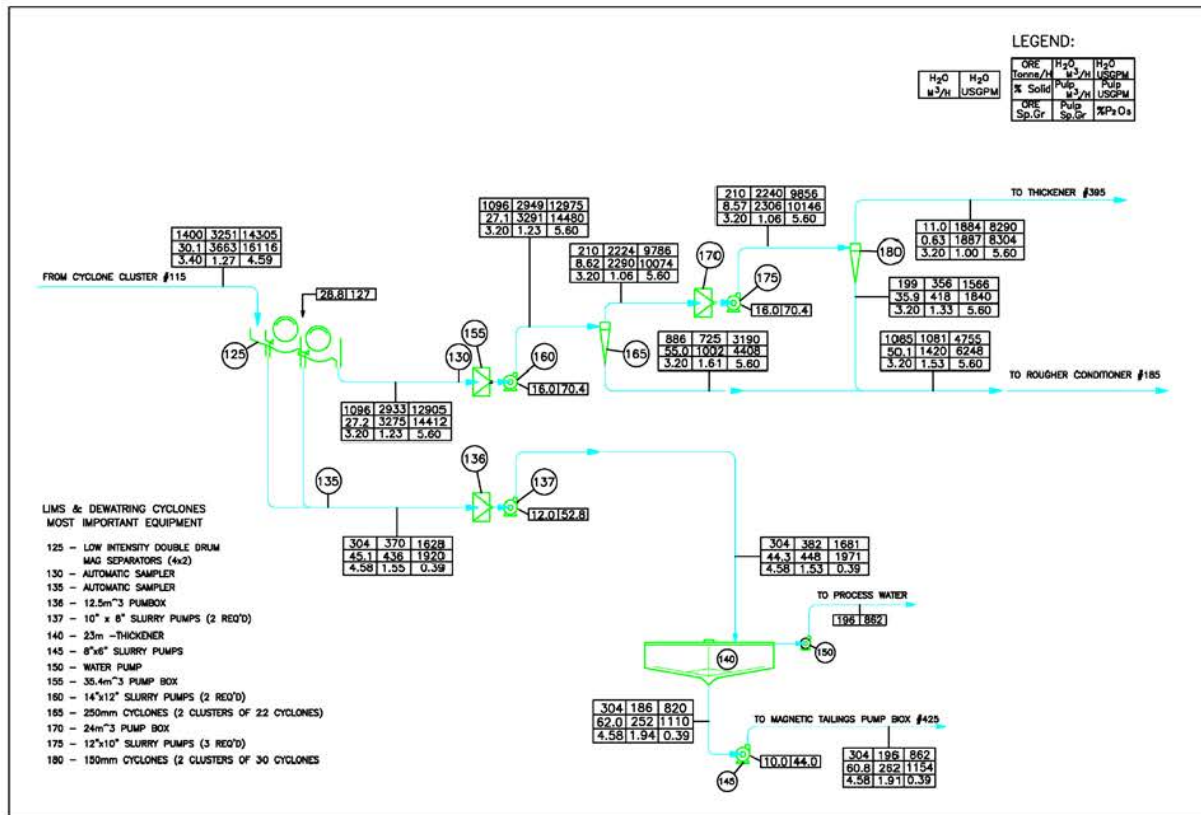 LEGEND:
H2O M3/H H2O USGPM
ORE Tonne/H H2O M3/H H2O USGPM
% Solid Pulp M3/H Pulp USGPM
ORE Sp.Gr Pulp Sp.Gr %P2O5
TO THICKENER #395
210 2240 9856
8.57 2306 10146
3.20 1.06 5.60
1096 2949 12975
27.1 3291 14480
3.20 1.23 5.60
11.0 1884 8290
0.63 1887 8304
3.20 1.00 5.60
1400 3251 14305
30.1 3663 16116
3.40 1.27 4.59
210 2224 9786
8.62 2290 10074
3.20 1.06 5.60
170
180
FROM CYCLONE CLUSTER #115
175
199 356 1566
35.9 418 1840
3.20 1.33 5.60
28.8 127
16.0 70.4
155
125
130
160
165
886 725 3190
55.0 1002 4408
3.20 1.61 5.60
1085 1081 4755
50.1 1420 6248
3.20 1.53 5.60
16.0 70.4
TO ROUGHER CONDITIONER #185
1096 2933 12905
27.2 3275 14412
3.20 1.23 5.60
136
137
135
12.0 52.8
LIMS & DEWATRING CYCLONES
MOST IMPORTANT EQUIPMENT
304 370 1628
45.1 436 1920
4.58 1.55 0.39
304 382 1681
44.3 448 1971
4.58 1.53 0.39
125 - LOW INTENSITY DOUBLE DRUM
MAG SEPARATORS (4x2)
130 - AUTOMATIC SAMPLER
135 - AUTOMATIC SAMPLER
136 - 12.5m^3 PUMBOX
137 - 10" x 8" SLURRY PUMPS (2 REQ'D)
140 - 23m -THICKENER
145 - 8"x6" SLURRY PUMPS
150 - WATER PUMP
155 - 35.4m^3 PUMP BOX
160 - 14"x12" SLURRY PUMPS (2 REQ'D)
165 - 250mm CYCLONES (2 CLUSTERS OF 22 CYCLONES)
170 - 24m^3 PUMP BOX
175 - 12"x10" SLURRY PUMPS (3 REQ'D)
180 - 150mm CYCLONES (2 CLUSTERS OF 30 CYCLONES
TO PROCESS WATER
196 862
140
150
304 186 820
62.0 252 1110
4.58 1.94 0.39
TO MAGNETIC TAILINGS PUMP BOX #425
10.0 44.0
145
304 196 862
60.8 262 1154
4.58 1.91 0.39